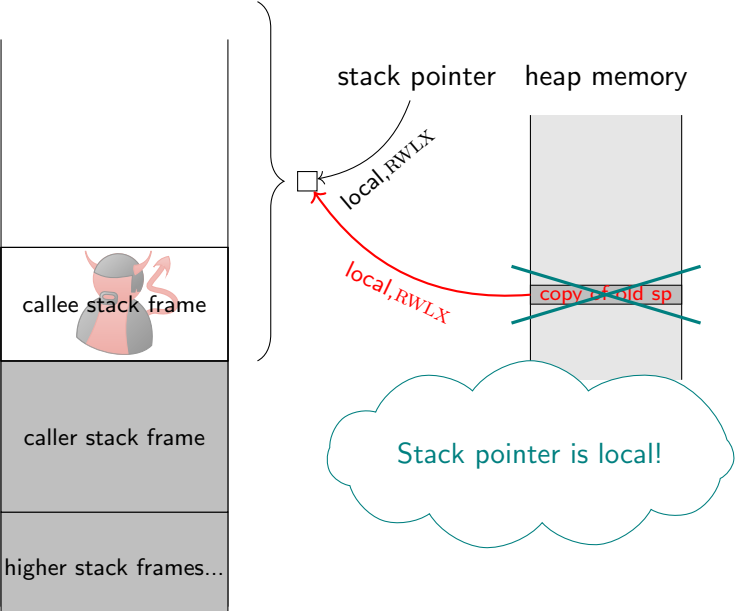 stack pointer
heap memory
local,RWLX
local,RWLX
copy of old sp
callee stack frame
caller stack frame
Stack pointer is local!
higher stack frames...